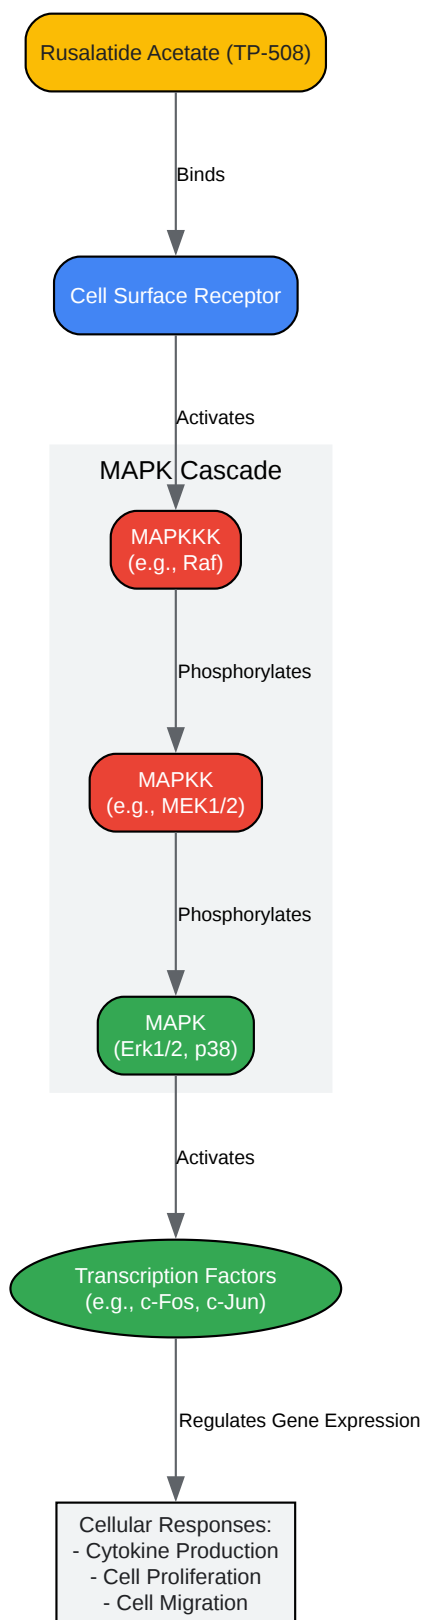 Rusalatide Acetate (TP-508)
Binds
Cell Surface Receptor
Activates
MAPK Cascade
MAPKKK
(e.g., Raf)
Phosphorylates
MAPKK
(e.g., MEK1/2)
Phosphorylates
MAPK
(Erk1/2, p38)
Activates
Transcription Factors
(e.g., c-Fos, c-Jun)
Regulates Gene Expression
Cellular Responses:
- Cytokine Production
- Cell Proliferation
- Cell Migration